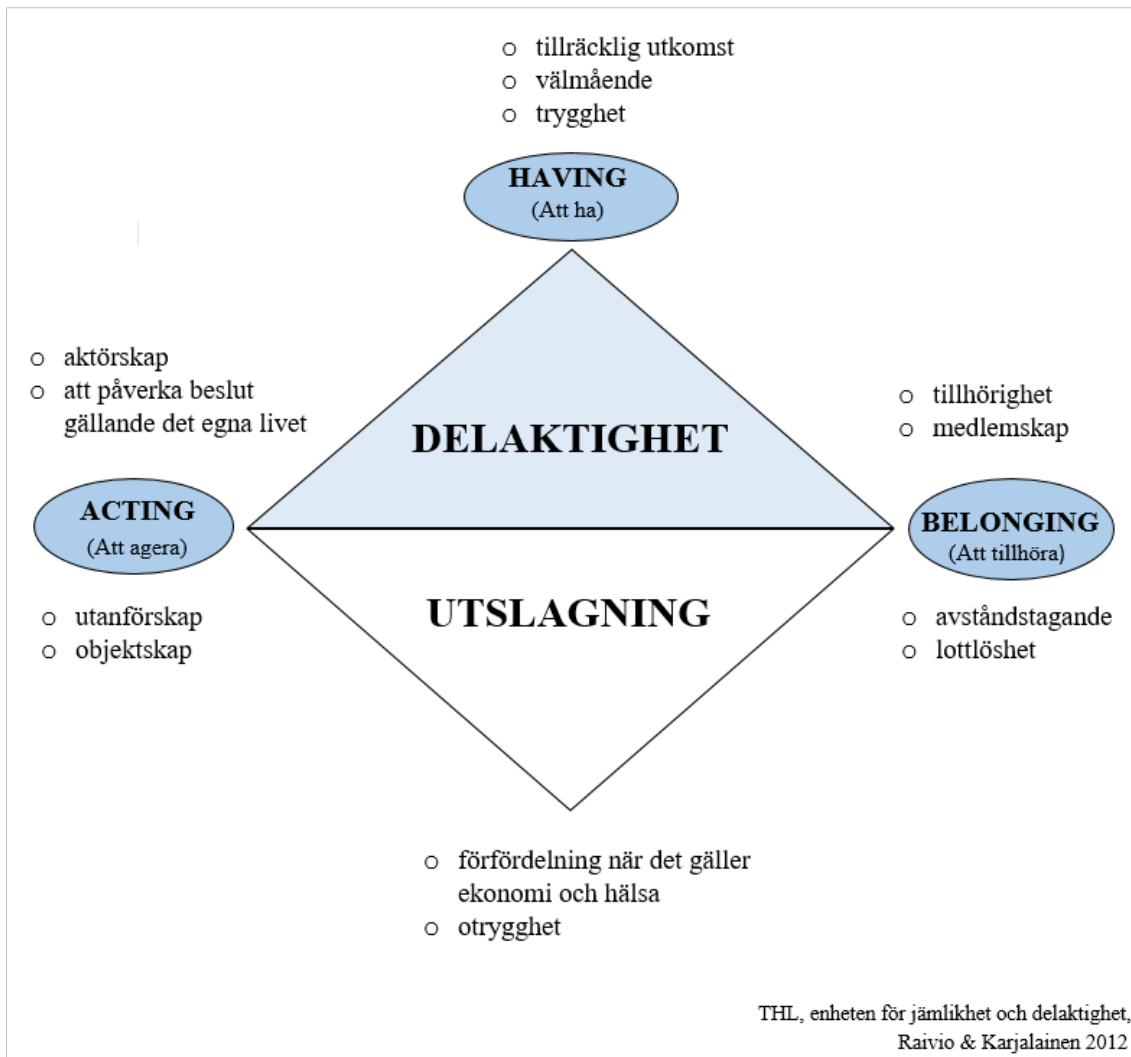 ○ tillräcklig utkomst
○ välmående
○ trygghet
HAVING
(Att ha)
○ aktörskap
○ att påverka beslut
gällande det egna livet
○ tillhörighet
○ medlemskap
DELAKTIGHET
ACTING
(Att agera)
BELONGING
(Att tillhöra)
UTSLAGNING
○ utanförskap
○ objektskap
○ avståndstagande
○ lottlöshet
○ förfördelning när det gäller
ekonomi och hälsa
○ otrygghet
THL, enheten för jämlikhet och delaktighet,
Raivio & Karjalainen 2012